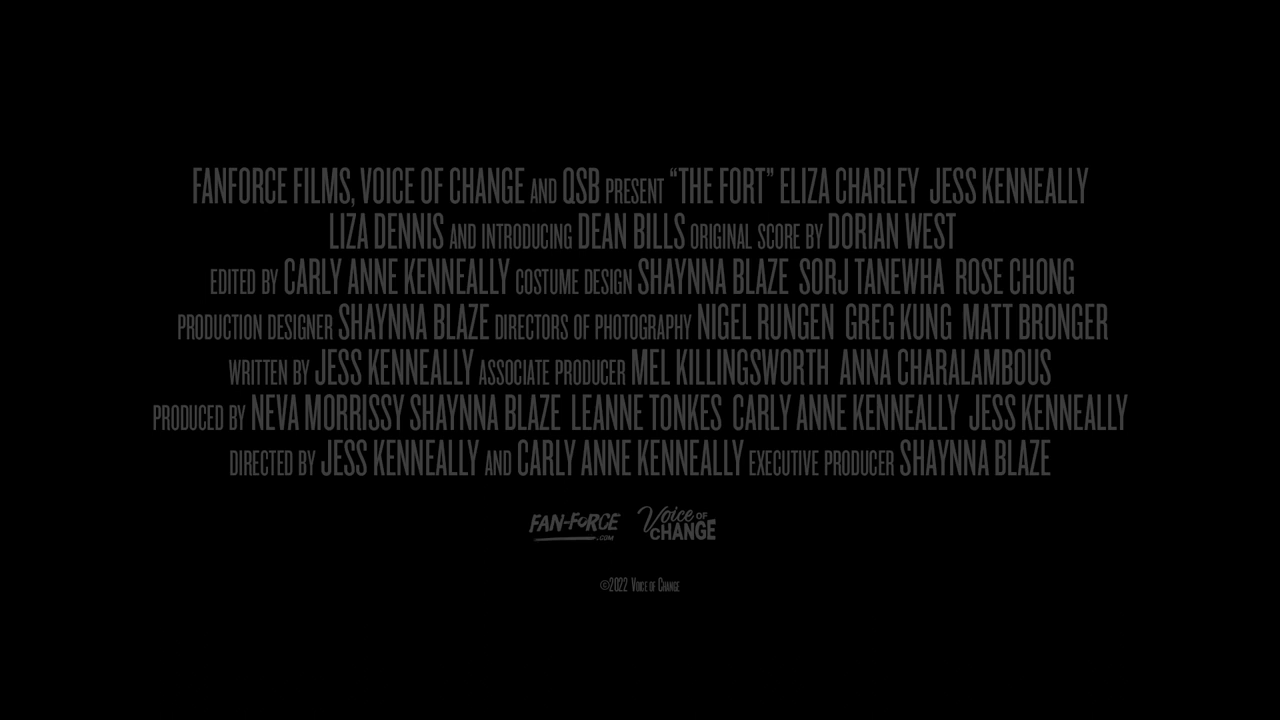 FANFORCE FILMS, VOICE OF CHANGE AND QSB PRESENT “THE FORT” ELIZA CHARLEY JESS KENNEALLY
LIZA DENNIS AND INTRODUCING DEAN BILLS ORIGINAL SCORE BY DORIAN WEST
EDITED BY CARLY ANNE KENNEALLY COSTUME DESIGN SHAYNNA BLAZE SORJ TANEWHA ROSE CHONG
PRODUCTION DESIGNER SHAYNNA BLAZE DIRECTORS OF PHOTOGRAPHY NIGEL RUNGEN GREG KUNG MATT BRONGER
WRITTEN BY JESS KENNEALLY ASSOCIATE PRODUCER MEL KILLINGSWORTH ANNA CHARALAMBOUS
PRODUCED BY NEVA MORRISSY SHAYNNA BLAZE LEANNE TONKES CARLY ANNE KENNEALLY JESS KENNEALLY
DIRECTED BY JESS KENNEALLY AND CARLY ANNE KENNEALLY EXECUTIVE PRODUCER SHAYNNA BLAZE
FAN-FORCE .COM
Voice OF CHANGE
©2022 VOICE OF CHANGE